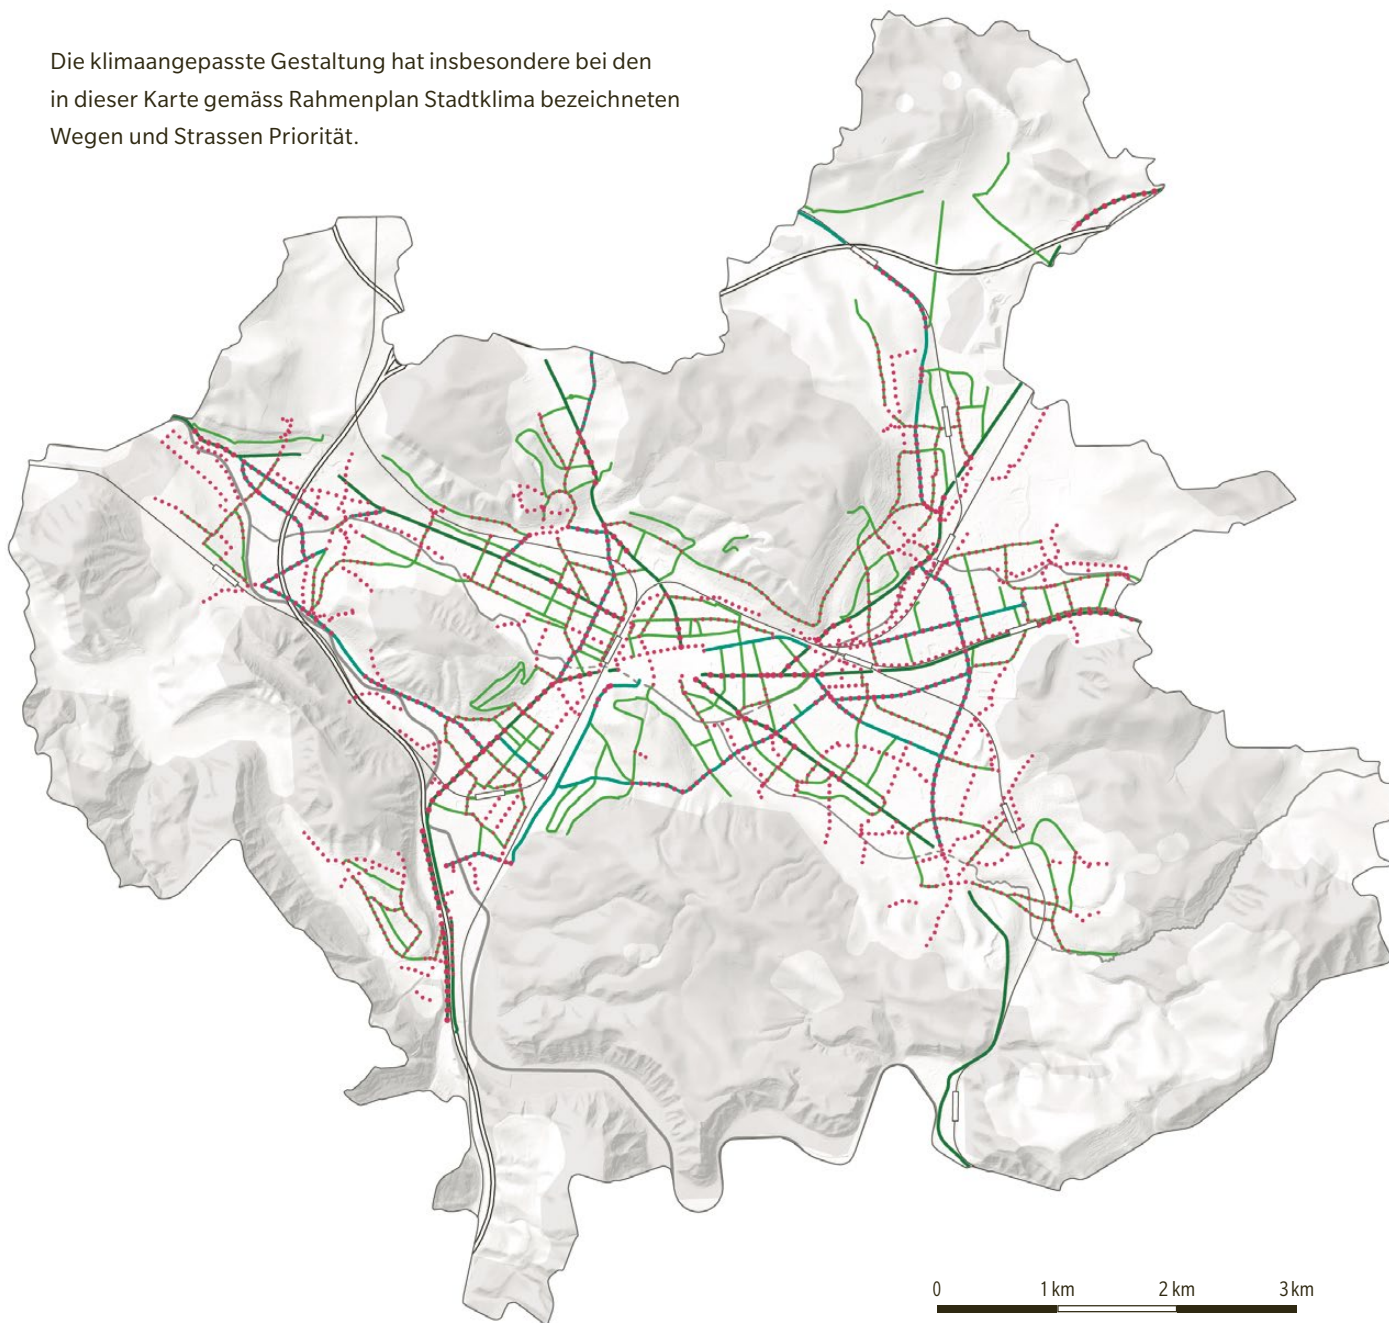 Die klimaangepasste Gestaltung hat insbesondere bei den
in dieser Karte gemäss Rahmenplan Stadtklima bezeichneten
Wegen und Strassen Priorität.
0 1 km 2 km 3 km